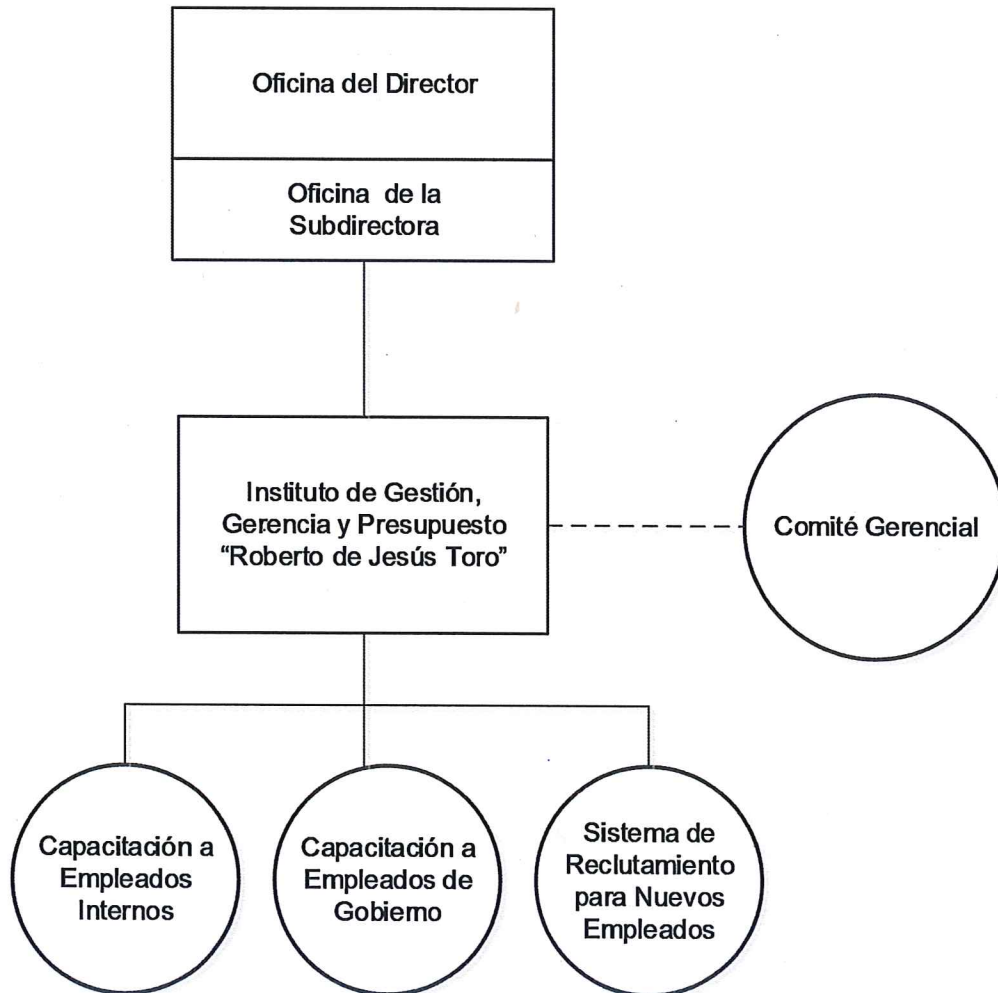 Oficina del Director
Oficina de la
Subdirectora
Instituto de Gestión,
Gerencia y Presupuesto
“Roberto de Jesús Toro”
Comité Gerencial
Capacitación a
Empleados
Internos
Capacitación a
Empleados de
Gobierno
Sistema de
Reclutamiento
para Nuevos
Empleados